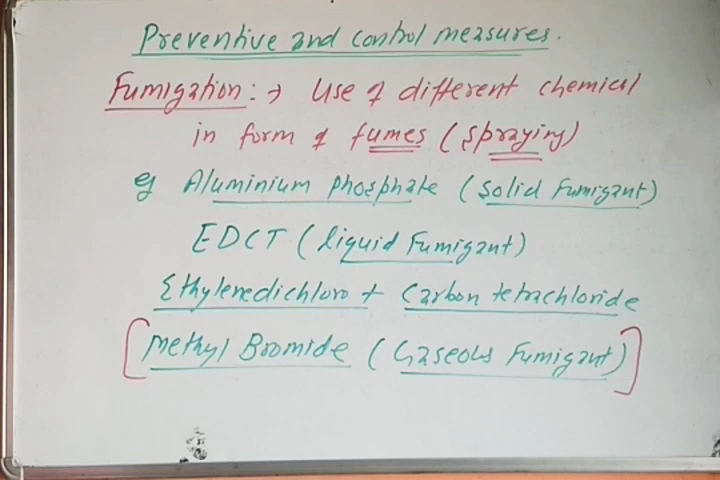 Preventive and control measures.
Fumigation :→ Use of different chemical
in form of fumes (spraying)
eg Aluminium Phosphate (Solid Fumigant)
EDCT (liquid Fumigant)
Ethylenedichloro + Carbon tetrachloride
[Methyl Bromide (Gaseous Fumigant)]